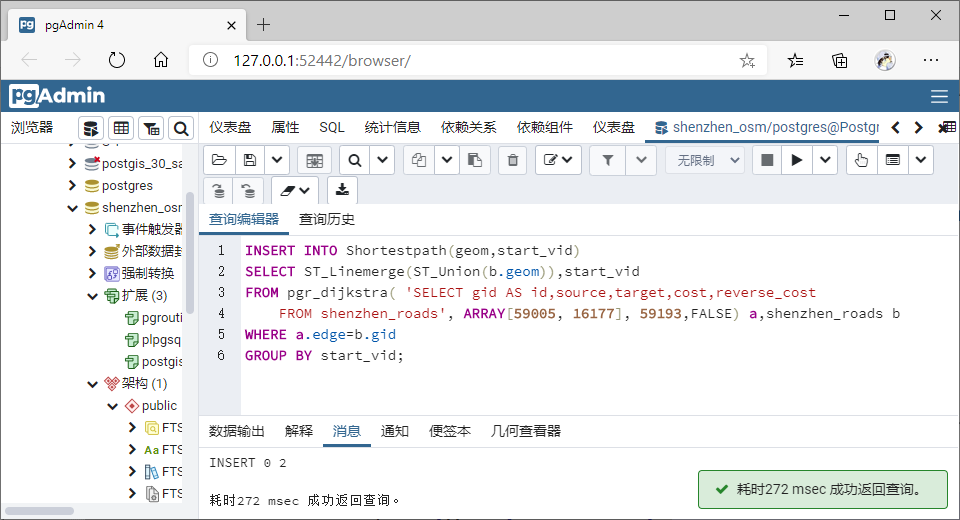 pgAdmin 4
127.0.0.1:52442/browser/
pgAdmin
浏览器
仪表盘 属性 SQL 统计信息 依赖关系 依赖组件 仪表盘 shenzhen_osm/postgres@Postgr
postgis_30_sa
postgres
shenzhen_osm
事件触发器
外部数据封
强制转换
扩展 (3)
pgrouti
plpgsq
postgis
架构 (1)
public
FTS
Aa FTS
FTS
FTS
无限制
查询编辑器 查询历史
1 INSERT INTO Shortestpath(geom,start_vid)
2 SELECT ST_Linemerge(ST_Union(b.geom)),start_vid
3 FROM pgr_dijkstra( 'SELECT gid AS id,source,target,cost,reverse_cost
4 FROM shenzhen_roads', ARRAY[59005, 16177], 59193,FALSE) a,shenzhen_roads b
5 WHERE a.edge=b.gid
6 GROUP BY start_vid;
数据输出 解释 消息 通知 便签本 几何查看器
INSERT 0 2
耗时272 msec 成功返回查询。
耗时272 msec 成功返回查询。